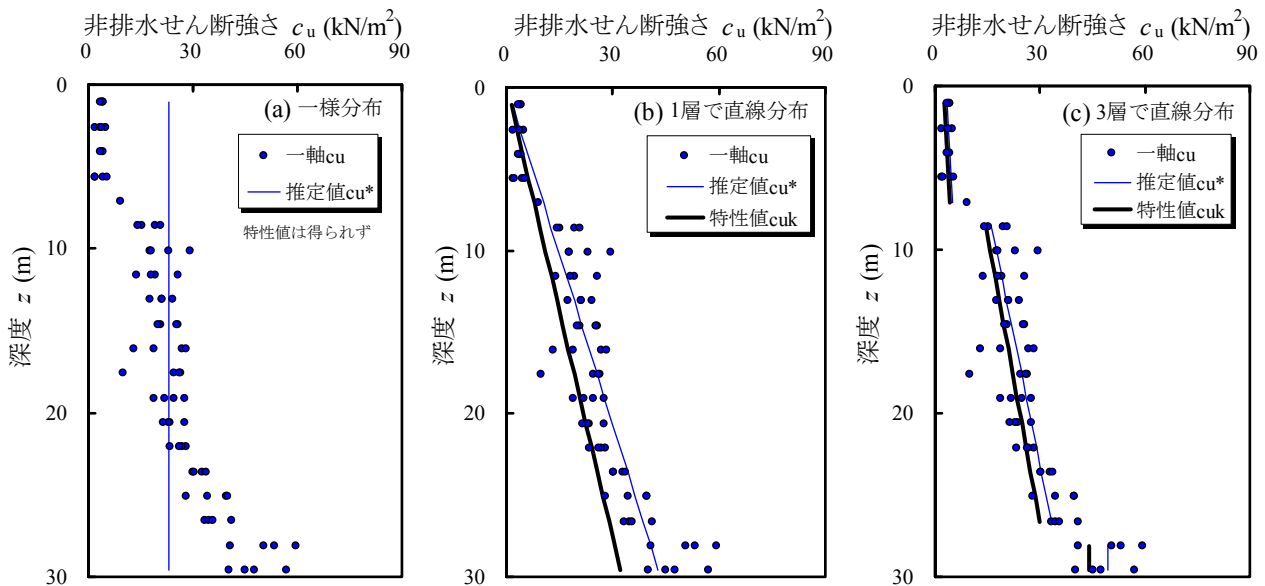 非排水せん断強さ cu (kN/m2)
0 30 60 90
0
10
20
30
深度 z (m)
(a) 一様分布
一軸cu
推定値cu*
特性値は得られず
非排水せん断強さ cu (kN/m2)
0 30 60 90
0
10
20
30
深度 z (m)
(b) 1層で直線分布
一軸cu
推定値cu*
特性値cuk
非排水せん断強さ cu (kN/m2)
0 30 60 90
0
10
20
30
深度 z (m)
(c) 3層で直線分布
一軸cu
推定値cu*
特性値cuk